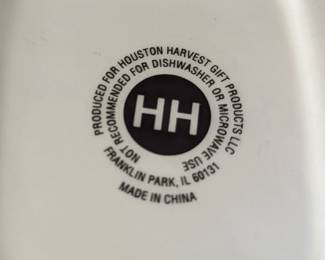 PRODUCED FOR HOUSTON HARVEST GIFT PRODUCTS LLC
NOT RECOMMENDED FOR DISHWASHER OR MICROWAVE USE
HH
FRANKLIN PARK, IL 60131
MADE IN CHINA